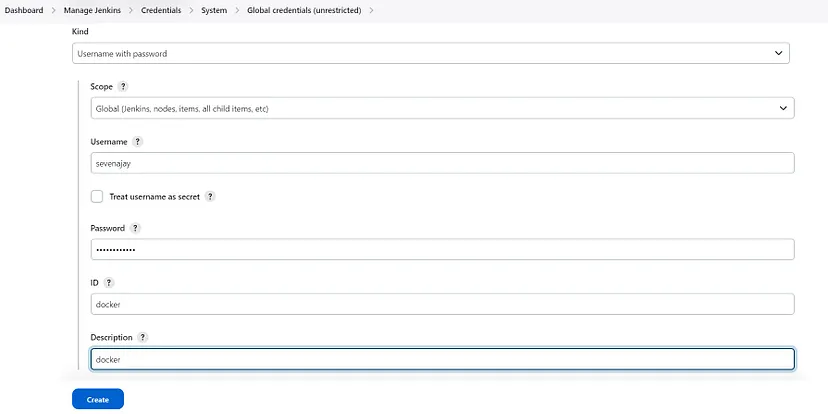 Dashboard > Manage Jenkins > Credentials > System > Global credentials (unrestricted) >
Kind
Username with password
Scope ?
Global (Jenkins, nodes, items, all child items, etc)
Username ?
sevenajay
Treat username as secret ?
Password ?
••••••••••••
ID ?
docker
Description ?
docker
Create